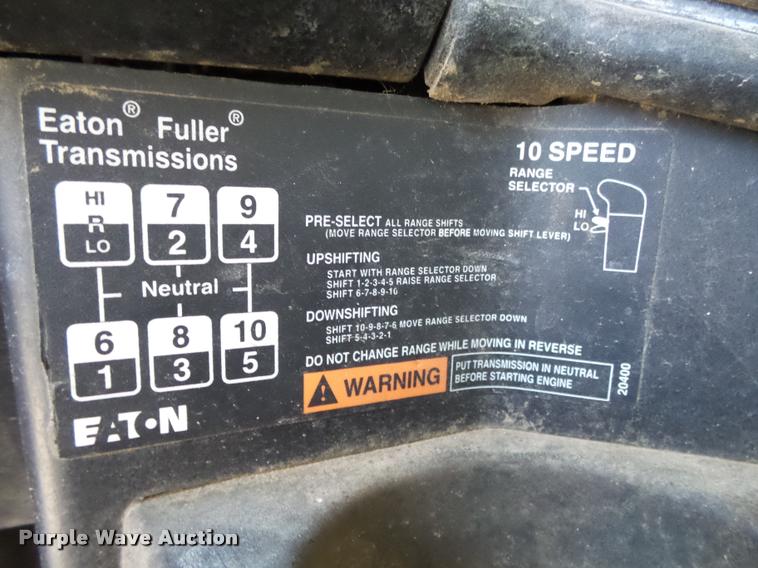 Eaton® Fuller®
Transmissions
HI
R
LO
7
2
9
4
Neutral
6
1
8
3
10
5
EATON
10 SPEED
RANGE
SELECTOR
HI
LO
PRE-SELECT ALL RANGE SHIFTS
(MOVE RANGE SELECTOR BEFORE MOVING SHIFT LEVER)
UPSHIFTING
START WITH RANGE SELECTOR DOWN
SHIFT 1-2-3-4-5 RAISE RANGE SELECTOR
SHIFT 6-7-8-9-10
DOWNSHIFTING
SHIFT 10-9-8-7-6 MOVE RANGE SELECTOR DOWN
SHIFT 5-4-3-2-1
DO NOT CHANGE RANGE WHILE MOVING IN REVERSE
WARNING
PUT TRANSMISSION IN NEUTRAL
BEFORE STARTING ENGINE
20400
Purple Wave Auction